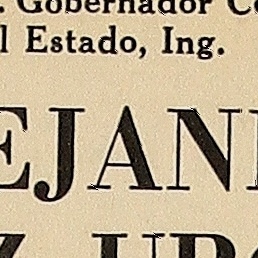 . Gobernador C
l Estado, Ing.
EJAN